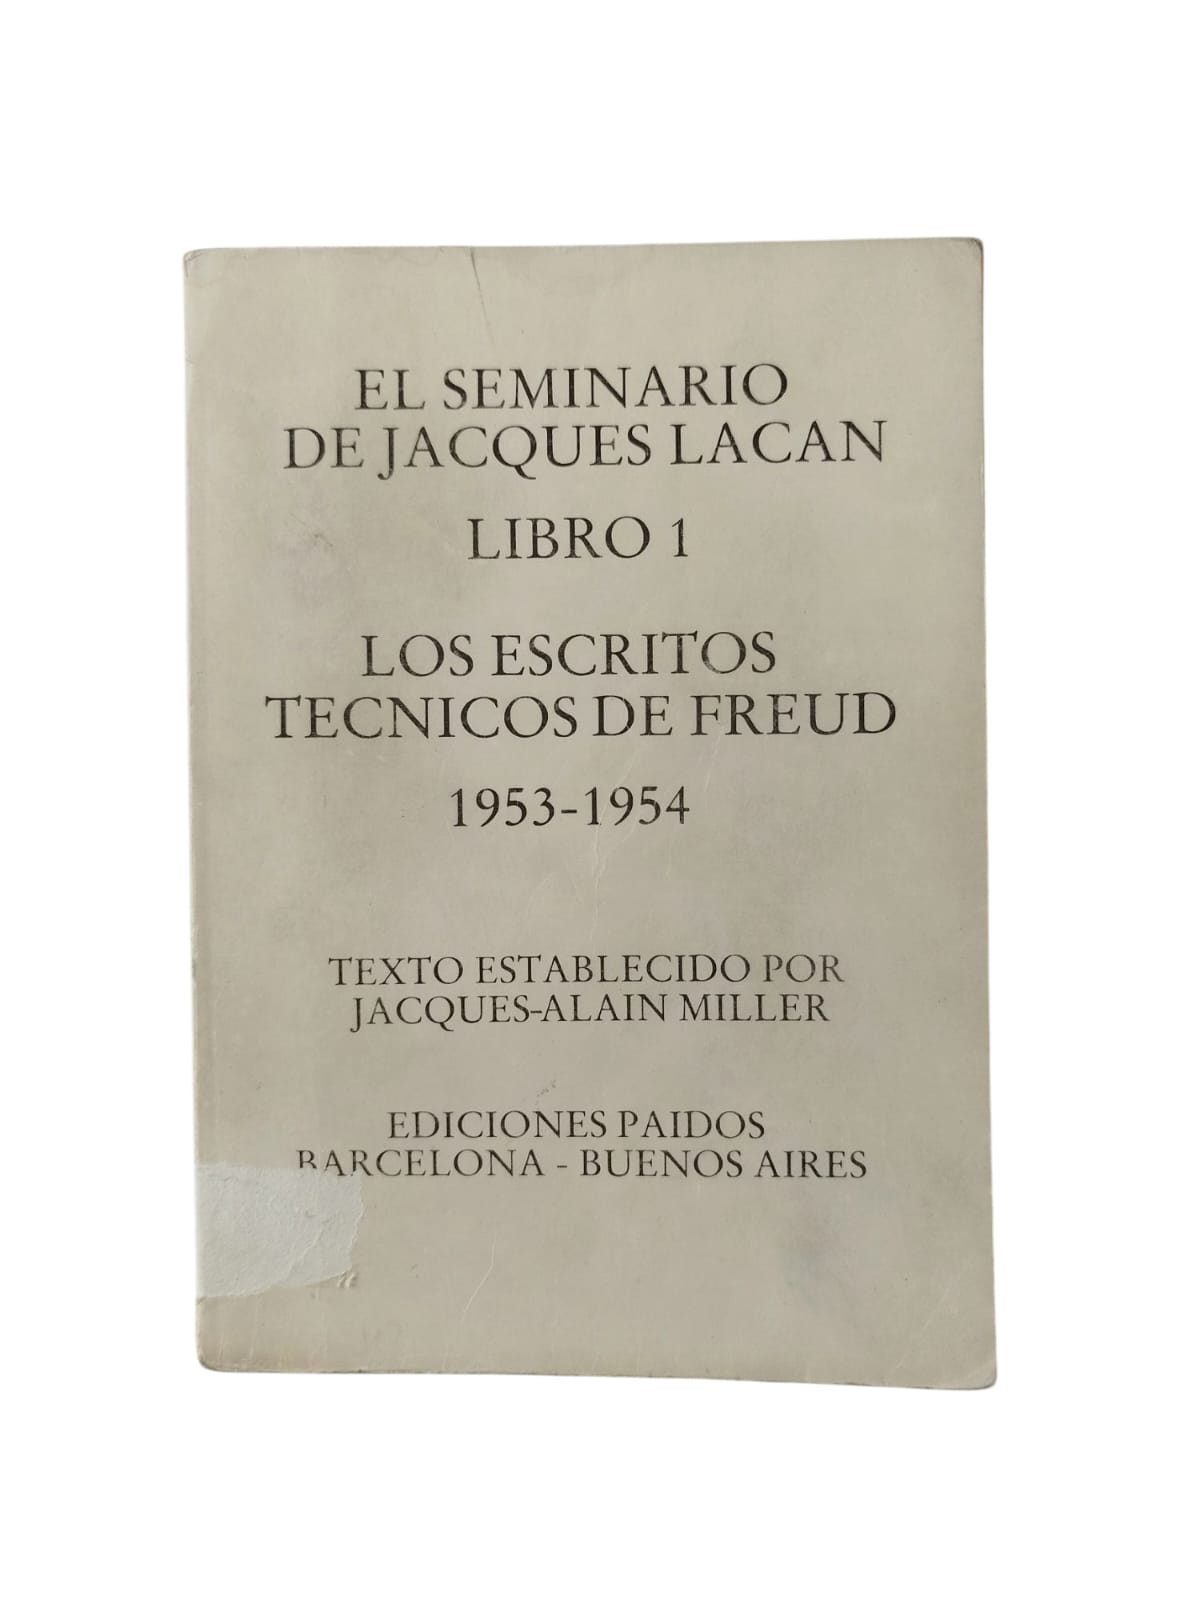 EL SEMINARIO
DE JACQUES LACAN
LIBRO 1
LOS ESCRITOS
TECNICOS DE FREUD
1953-1954
TEXTO ESTABLECIDO POR
JACQUES-ALAIN MILLER
EDICIONES PAIDOS
BARCELONA - BUENOS AIRES